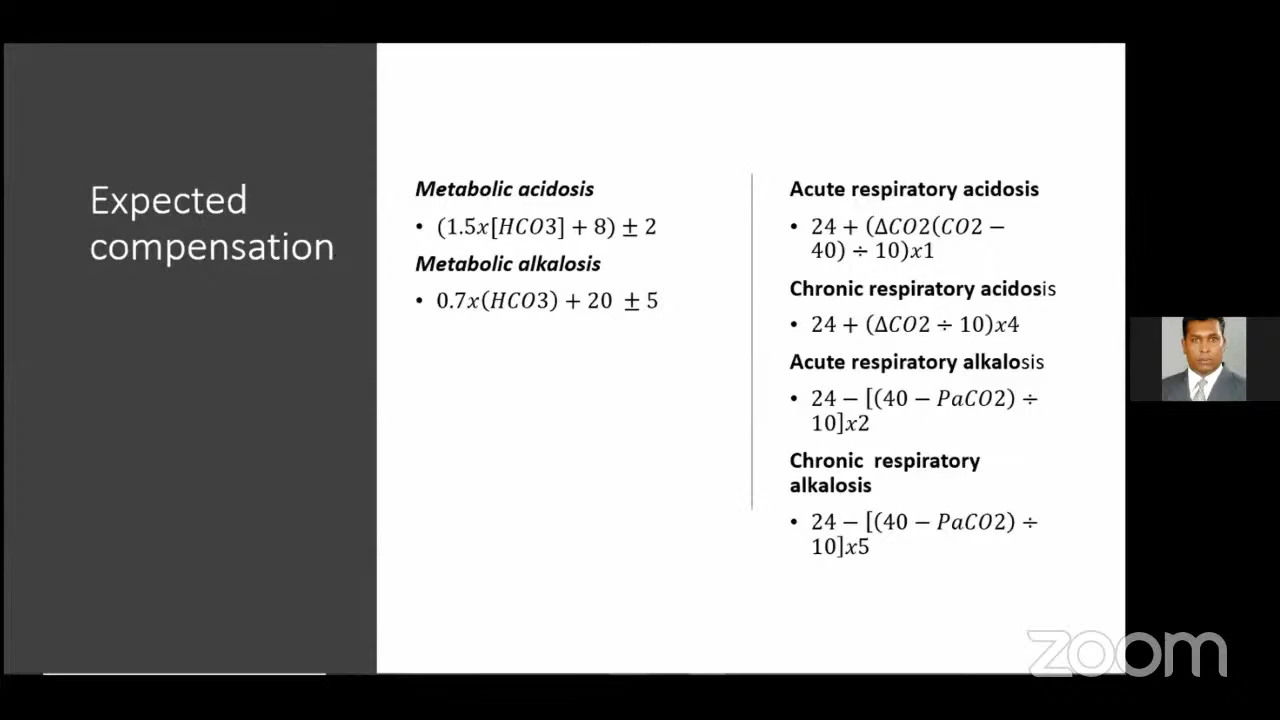 Expected
compensation
Metabolic acidosis
• (1.5x[HCO3] + 8) ± 2
Metabolic alkalosis
• 0.7x(HCO3) + 20 ± 5
Acute respiratory acidosis
• 24 + (ΔCO2(CO2 −
40) ÷ 10)x1
Chronic respiratory acidosis
• 24 + (ΔCO2 ÷ 10)x4
Acute respiratory alkalosis
• 24 − [(40 − PaCO2) ÷
10]x2
Chronic respiratory
alkalosis
• 24 − [(40 − PaCO2) ÷
10]x5
zoom